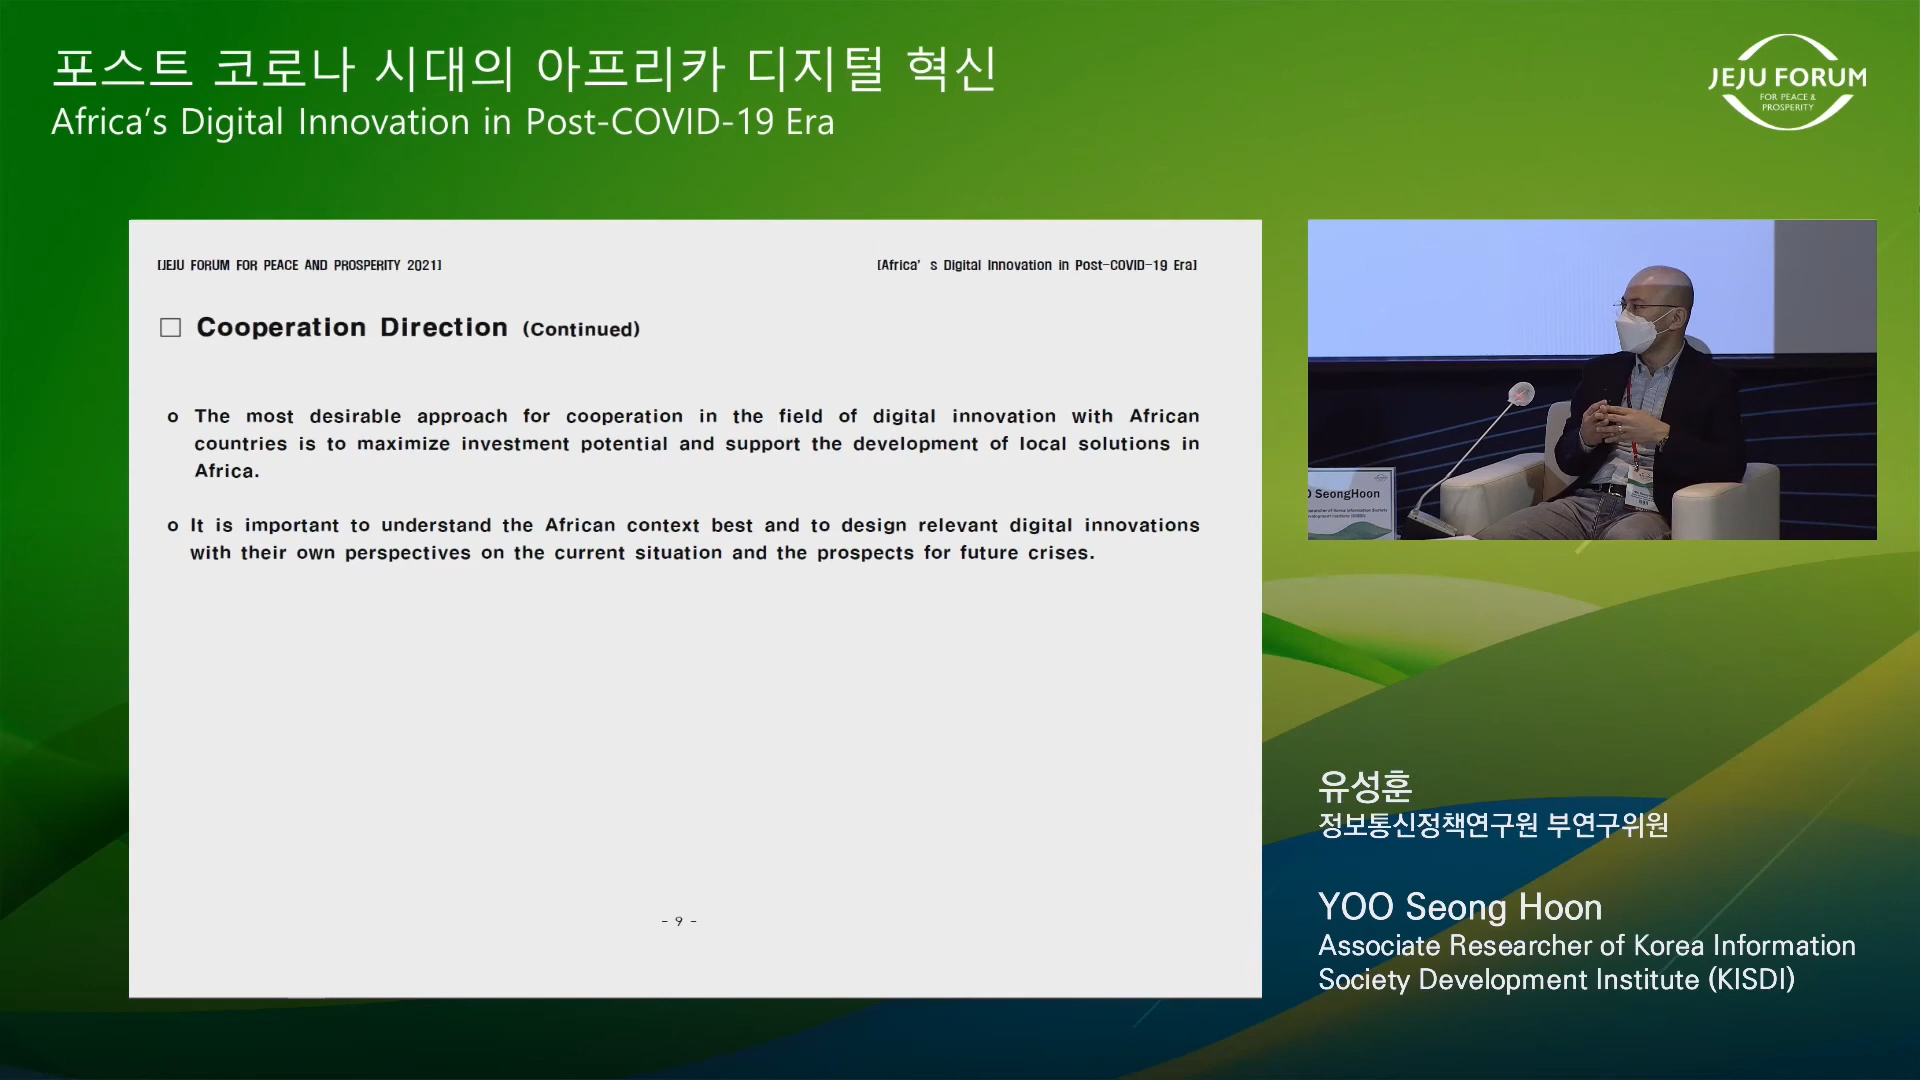 포스트 코로나 시대의 아프리카 디지털 혁신
Africa's Digital Innovation in Post-COVID-19 Era
JEJU FORUM
FOR PEACE &
PROSPERITY
[JEJU FORUM FOR PEACE AND PROSPERITY 2021]
[Africa' s Digital Innovation in Post-COVID-19 Era]
□ Cooperation Direction (Continued)
o The most desirable approach for cooperation in the field of digital innovation with African
countries is to maximize investment potential and support the development of local solutions in
Africa.
o It is important to understand the African context best and to design relevant digital innovations
with their own perspectives on the current situation and the prospects for future crises.
- 9 -
SeongHoon
유성훈
정보통신정책연구원 부연구위원
YOO Seong Hoon
Associate Researcher of Korea Information
Society Development Institute (KISDI)